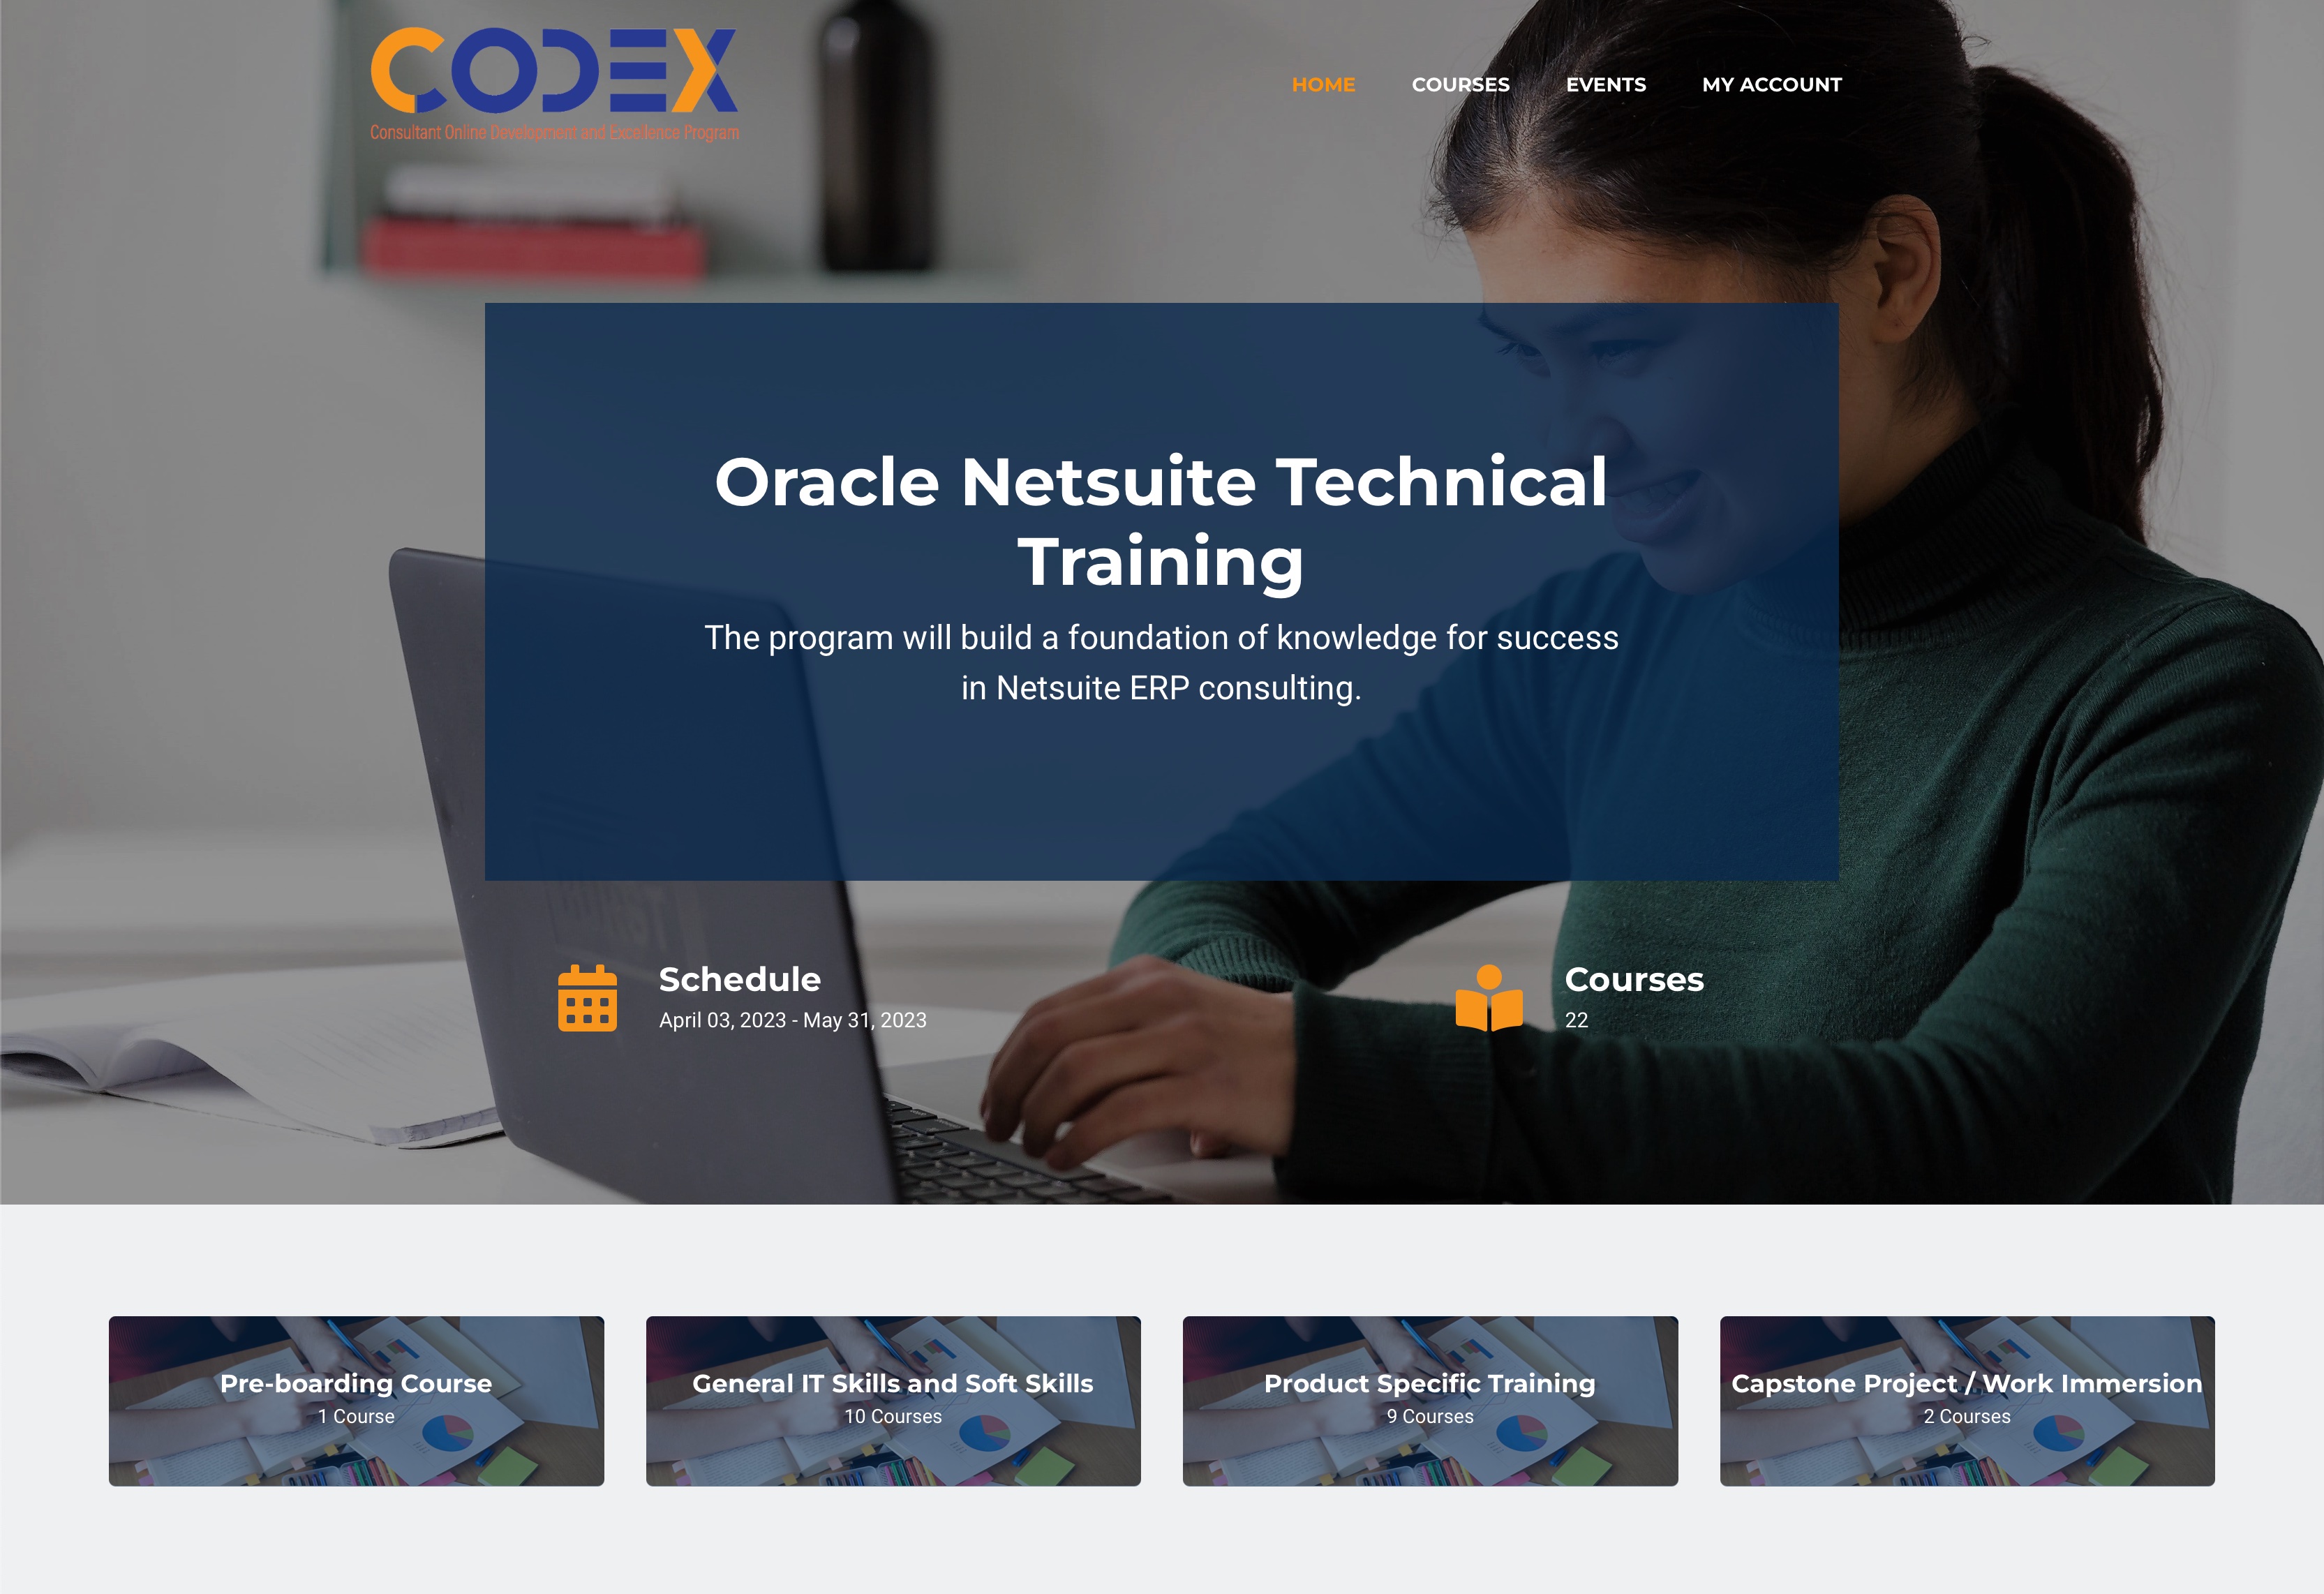 CODEX
Consultant Online Development and Excellence Program
HOME
COURSES
EVENTS
MY ACCOUNT
Oracle Netsuite Technical
Training
The program will build a foundation of knowledge for success
in Netsuite ERP consulting.
Schedule
April 03, 2023 - May 31, 2023
Courses
22
Pre-boarding Course
1 Course
General IT Skills and Soft Skills
10 Courses
Product Specific Training
9 Courses
Capstone Project / Work Immersion
2 Courses